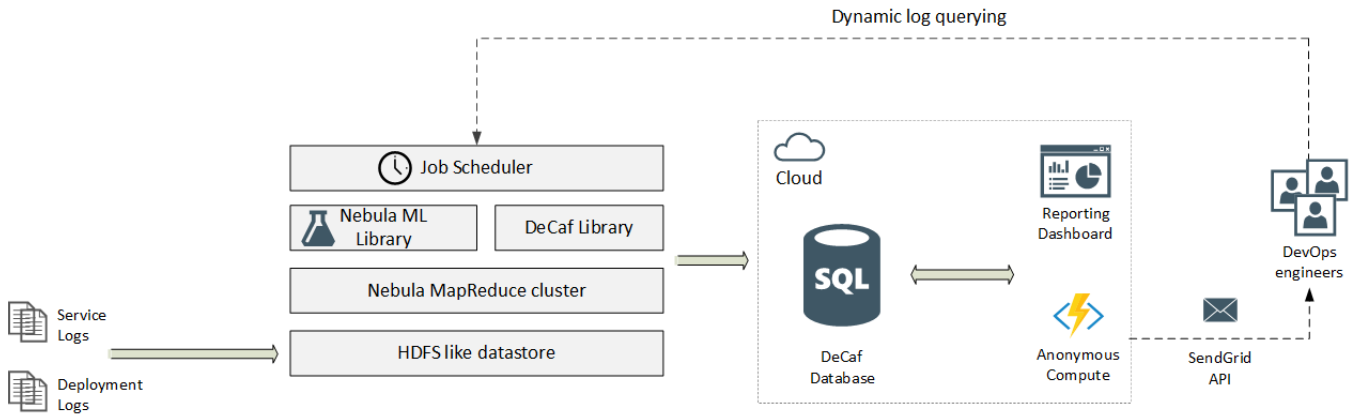 Dynamic log querying
Job Scheduler
Nebula ML
Library
DeCaf Library
Nebula MapReduce cluster
HDFS like datastore
Service
Logs
Deployment
Logs
Cloud
SQL
DeCaf
Database
Reporting
Dashboard
Anonymous
Compute
SendGrid
API
DevOps
engineers